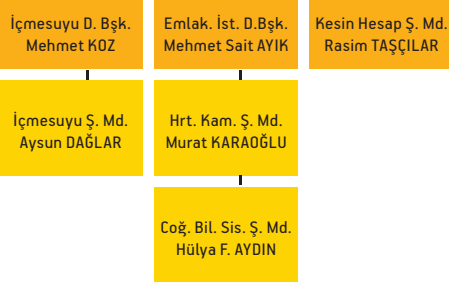 İçmesuyu D. Bşk.
Mehmet KOZ
Emlak. İst. D.Bşk.
Mehmet Sait AYIK
Kesin Hesap Ş. Md.
Rasim TAŞÇILAR
İçmesuyu Ş. Md.
Aysun DAĞLAR
Hrt. Kam. Ş. Md.
Murat KARAOĞLU
Coğ. Bil. Sis. Ş. Md.
Hülya F. AYDIN